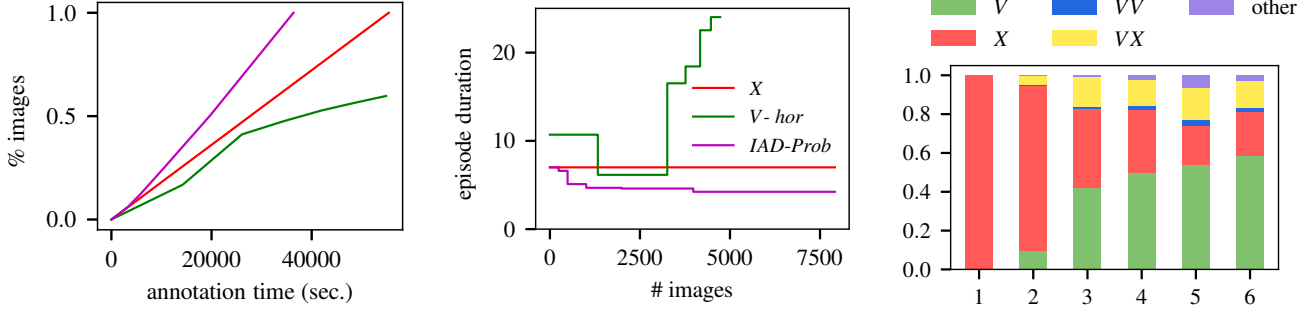 1.0
0.5
0.0
% images
0
20000
40000
annotation time (sec.)
20
10
0
episode duration
X
V- hor
IAD-Prob
0
2500
5000
7500
# images
V
VV
other
X
VX
1.0
0.8
0.6
0.4
0.2
0.0
1
2
3
4
5
6